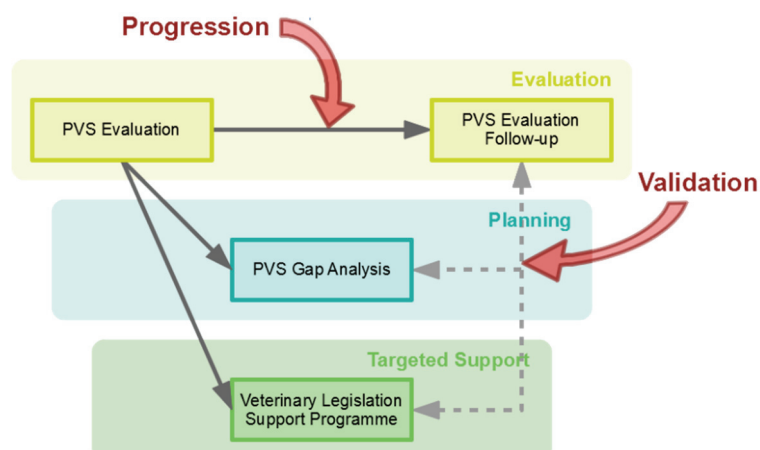 Progression
Evaluation
PVS Evaluation
PVS Evaluation
Follow-up
Validation
Planning
PVS Gap Analysis
Targeted Support
Veterinary Legislation
Support Programme